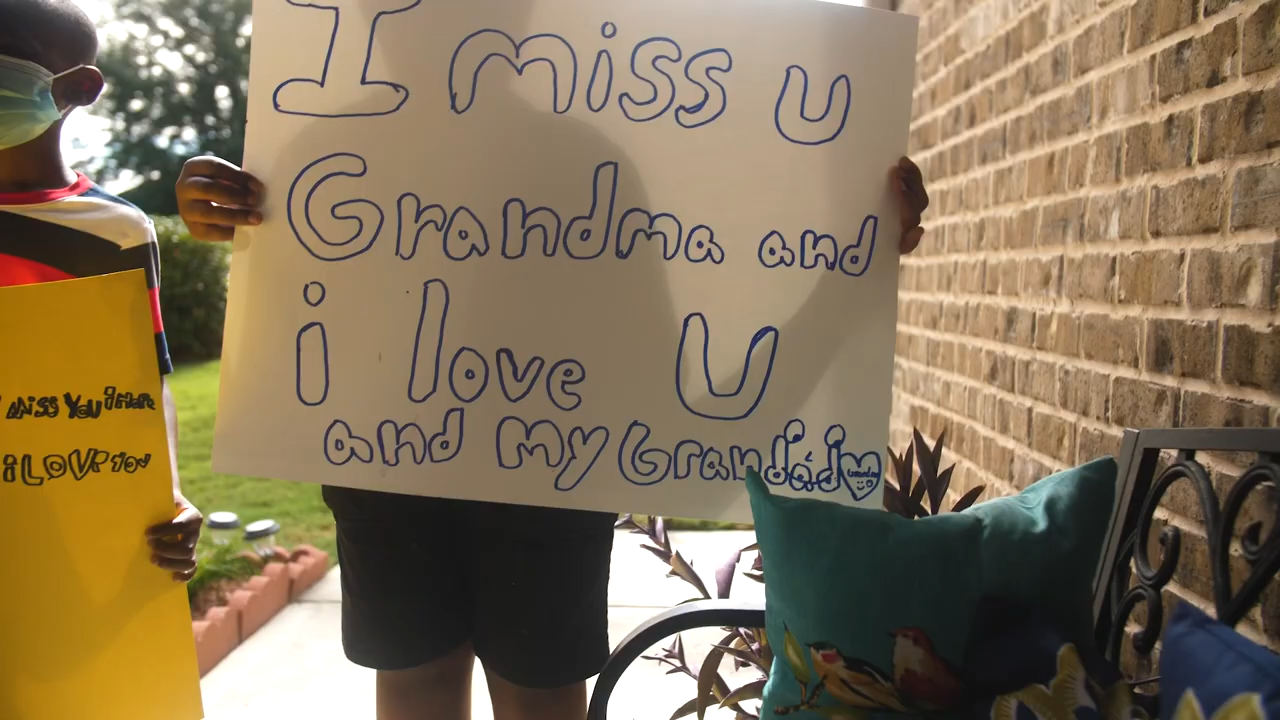 I miss u
Grandma and
i love U
and my Grandad
MISS YOU
i LOVE YOU